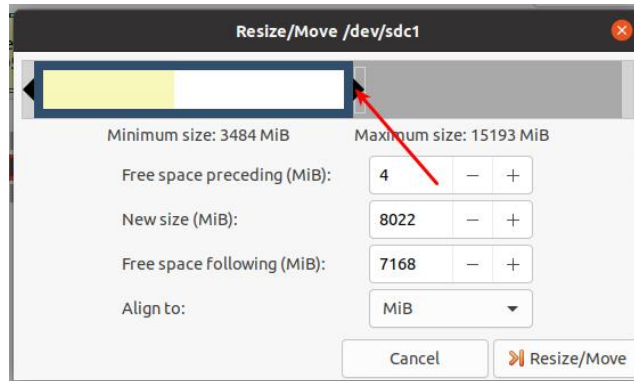 Resize/Move /dev/sdc1
Minimum size: 3484 MiB Maximum size: 15193 MiB
Free space preceding (MiB): 4 − +
New size (MiB): 8022 − +
Free space following (MiB): 7168 − +
Align to: MiB
Cancel Resize/Move